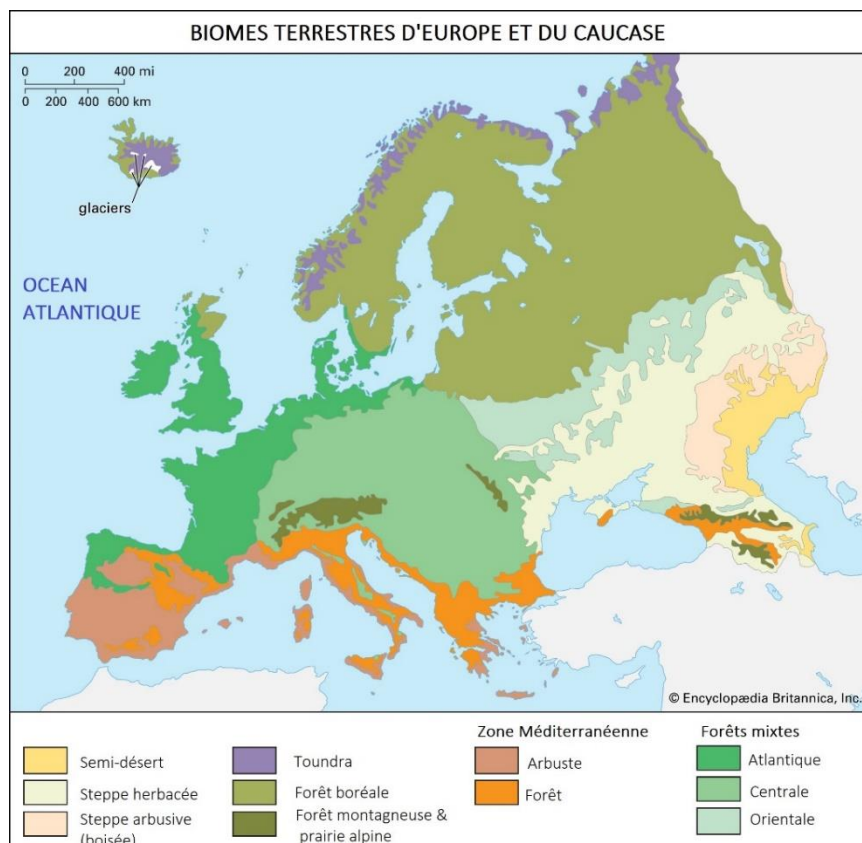 BIOMES TERRESTRES D'EUROPE ET DU CAUCASE
0 200 400 mi
0 200 400 600 km
glaciers
OCEAN
ATLANTIQUE
© Encyclopædia Britannica, Inc.
Semi-désert
Steppe herbacée
Steppe arbusive
(boisée)
Toundra
Forêt boréale
Forêt montagneuse &
prairie alpine
Zone Méditerranéenne
Arbuste
Forêt
Forêts mixtes
Atlantique
Centrale
Orientale